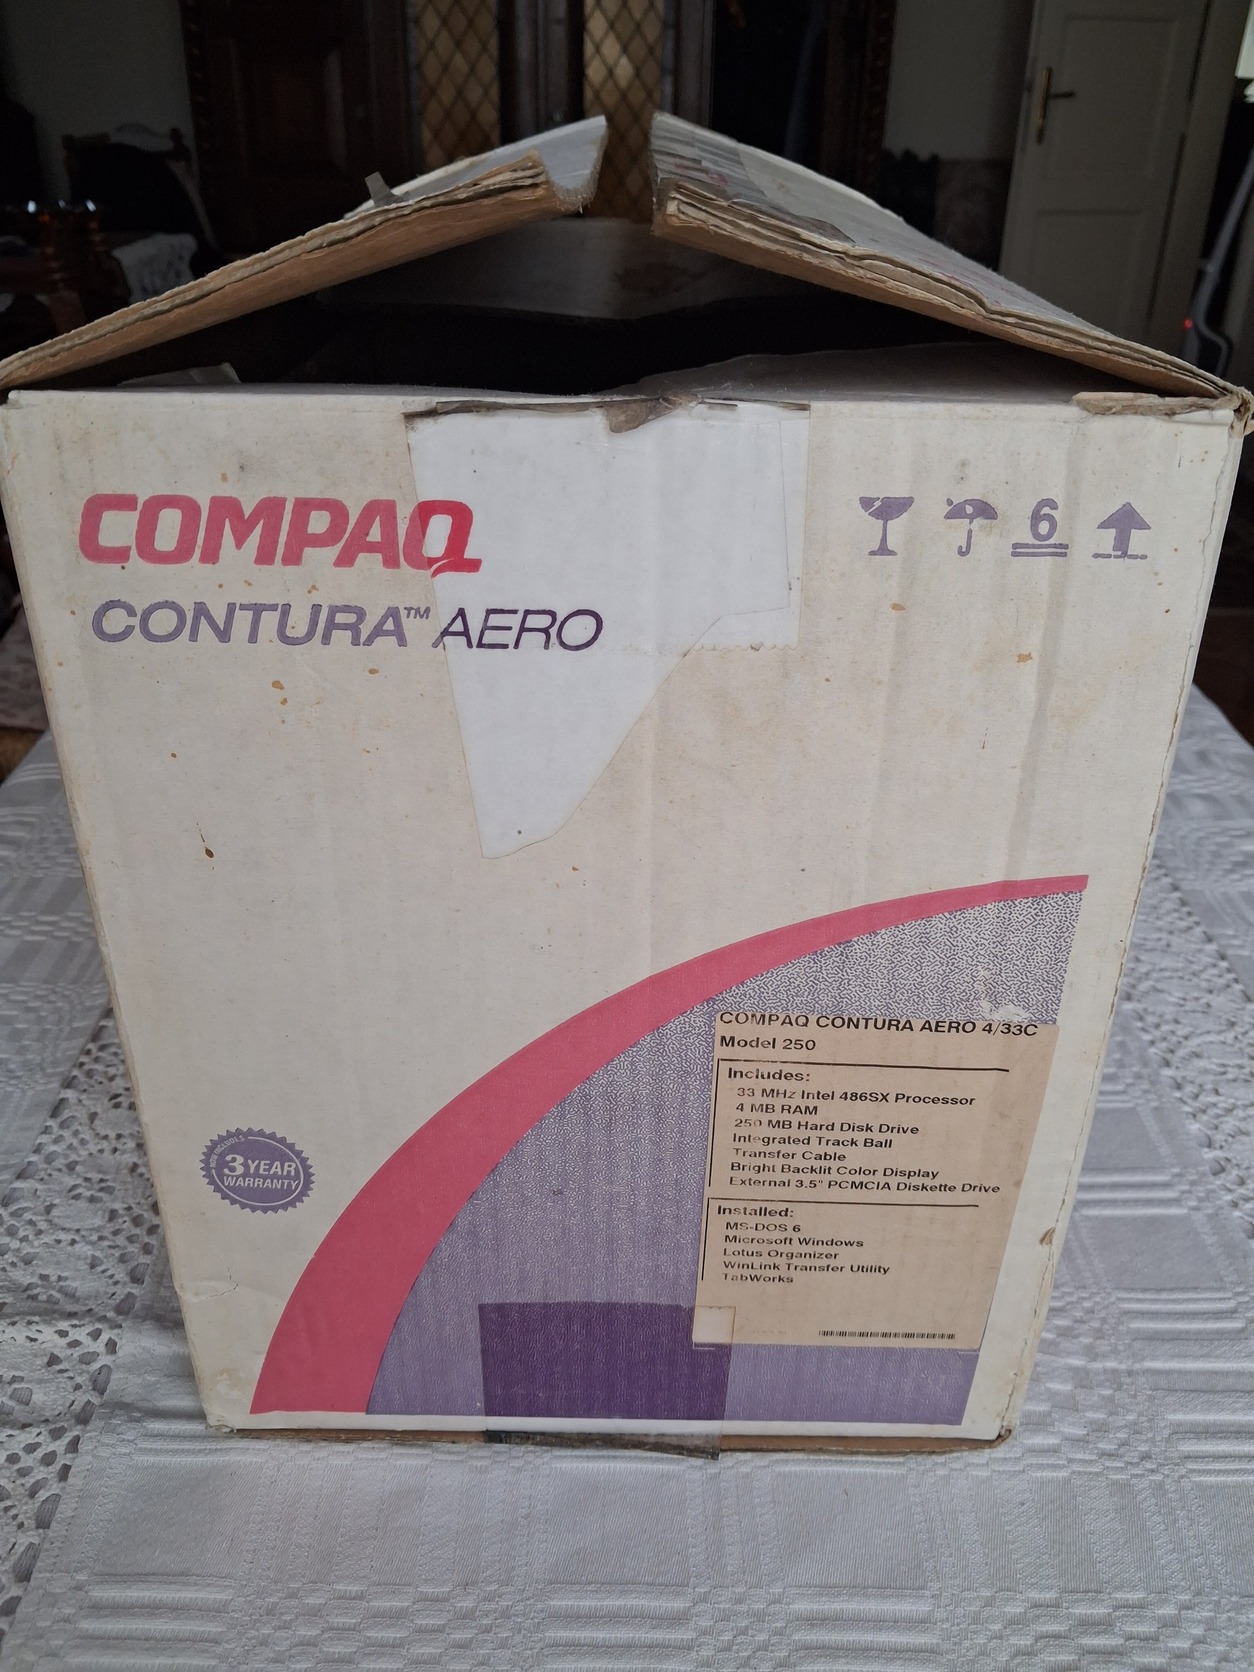 COMPAQ
CONTURA™ AERO
6
COMPAQ CONTURA AERO 4/33C
Model 250
Includes:
33 MHz Intel 486SX Processor
4 MB RAM
250 MB Hard Disk Drive
Integrated Track Ball
Transfer Cable
Bright Backlit Color Display
External 3.5" PCMCIA Diskette Drive
Installed:
MS-DOS 6
Microsoft Windows
Lotus Organizer
WinLink Transfer Utility
TabWorks
NOW INCLUDES
3 YEAR
WARRANTY